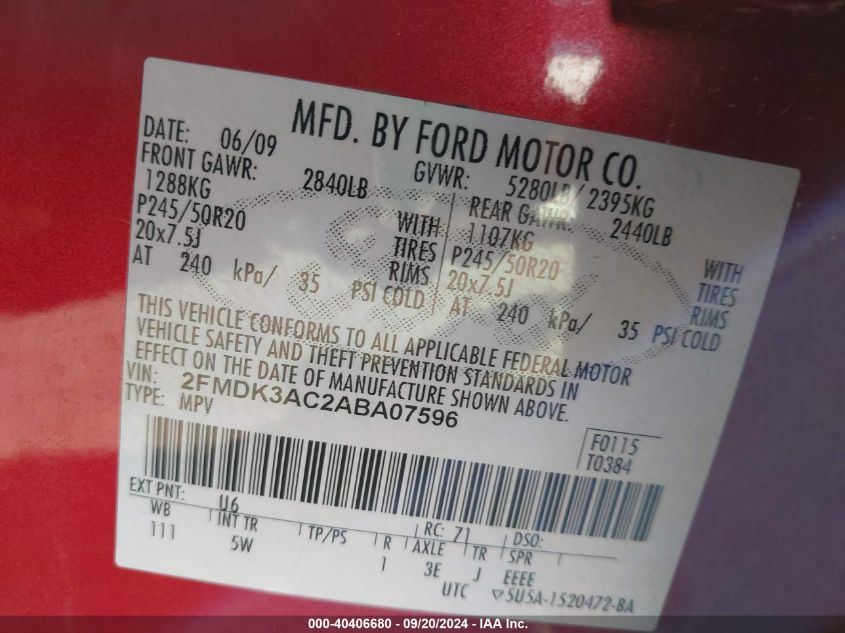 MFD. BY FORD MOTOR CO.
DATE: 06/09 GVWR: 5280LB / 2395KG
FRONT GAWR: 2840LB REAR GAWR: 2440LB
1288KG WITH 1107KG WITH
P245/50R20 TIRES P245/50R20 TIRES
20x7.5J RIMS 20x7.5J RIMS
AT 240 kPa/ 35 PSI COLD AT 240 kPa/ 35 PSI COLD
THIS VEHICLE CONFORMS TO ALL APPLICABLE FEDERAL MOTOR
VEHICLE SAFETY AND THEFT PREVENTION STANDARDS IN
EFFECT ON THE DATE OF MANUFACTURE SHOWN ABOVE.
VIN: 2FMDK3AC2ABA07596
TYPE: MPV
F0115
T0384
EXT PNT: U6 RC: 71 DSO:
WB INT TR TP/PS R AXLE TR SPR
111 5W 1 3E J EEEE
UTC ▽5U5A-1520472-BA
000-40406680 - 09/20/2024 - IAA Inc.